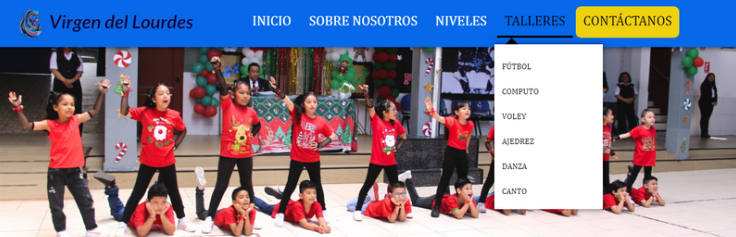 Virgen del Lourdes
INICIO SOBRE NOSOTROS NIVELES TALLERES CONTÁCTANOS
FÚTBOL
COMPUTO
VOLEY
AJEDREZ
DANZA
CANTO